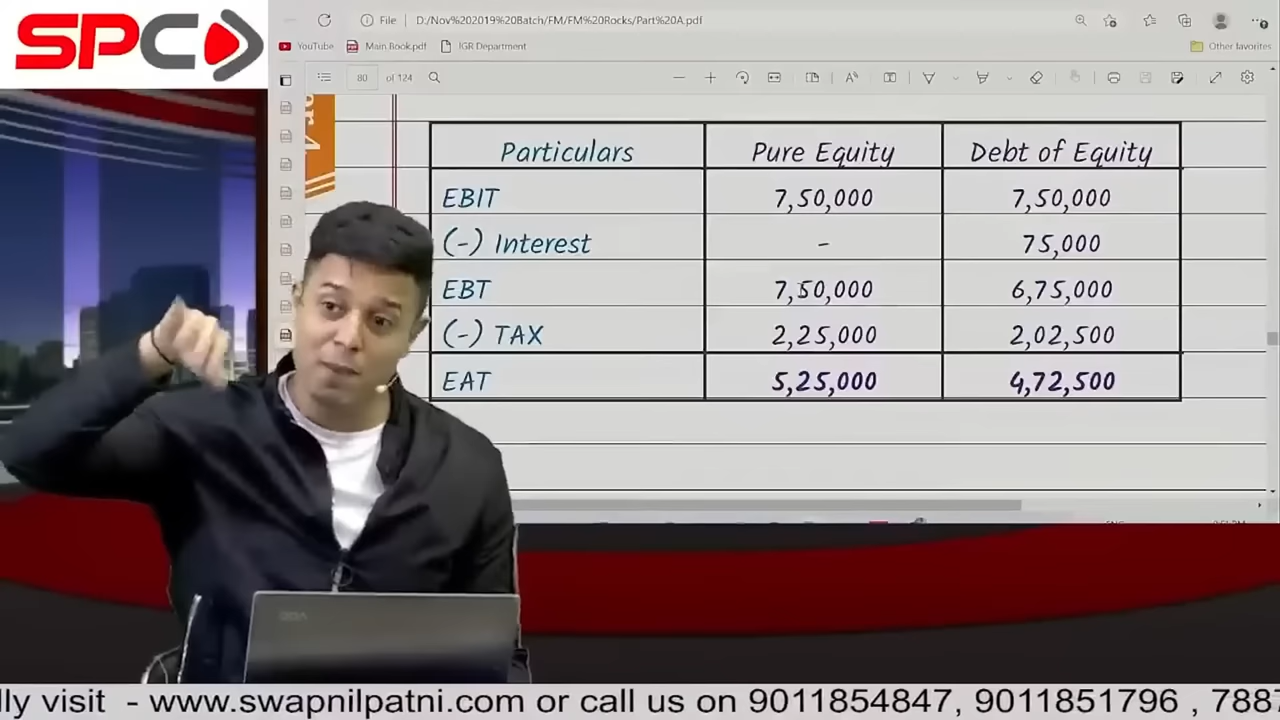 SPC
File D:/Nov%202019%20Batch/FM/FM%20Rocks/Part%20A.pdf
YouTube Main Book.pdf IGR Department Other favorites
80 of 124
Particulars Pure Equity Debt of Equity
EBIT 7,50,000 7,50,000
(-) Interest - 75,000
EBT 7,50,000 6,75,000
(-) TAX 2,25,000 2,02,500
EAT 5,25,000 4,72,500
lly visit - www.swapnilpatni.com or call us on 9011854847, 9011851796 , 788